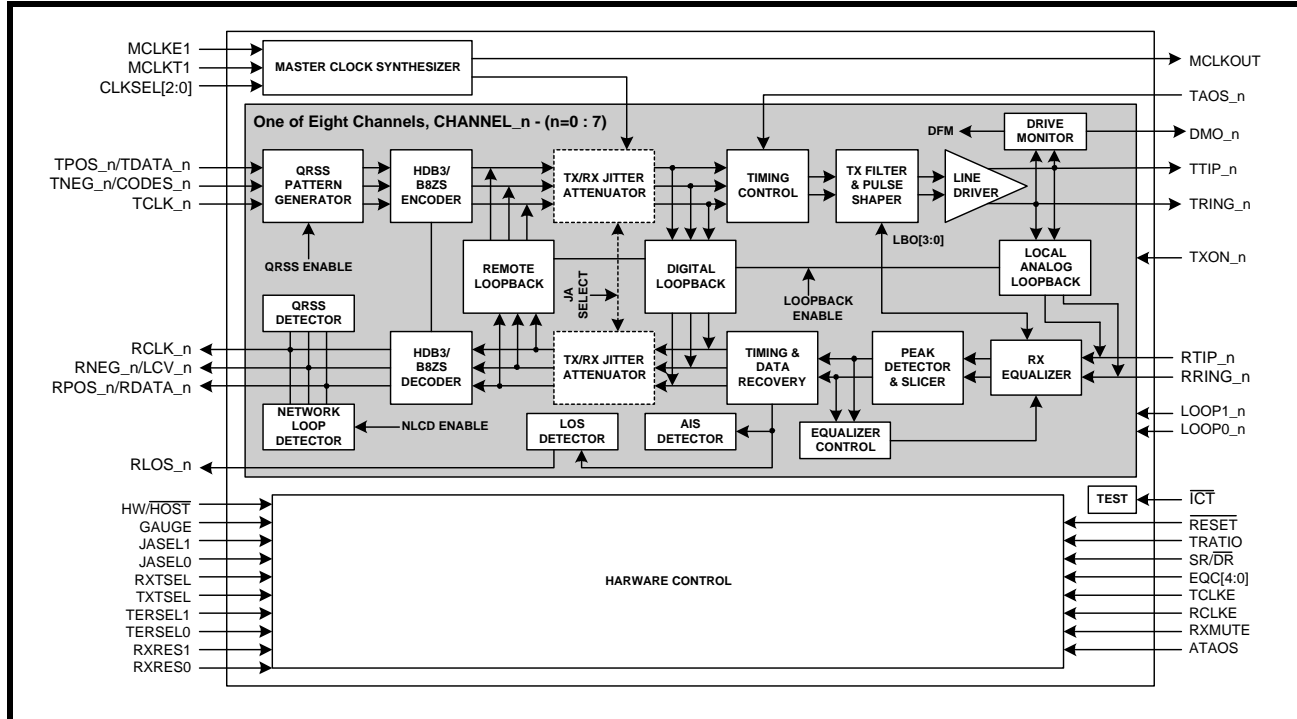 MCLKE1
MCLKT1
CLKSEL[2:0]
MASTER CLOCK SYNTHESIZER
MCLKOUT
TAOS_n
One of Eight Channels, CHANNEL_n - (n=0 : 7)
DFM
DRIVE
MONITOR
DMO_n
TPOS_n/TDATA_n
TNEG_n/CODES_n
TCLK_n
QRSS
PATTERN
GENERATOR
HDB3/
B8ZS
ENCODER
TX/RX JITTER
ATTENUATOR
TIMING
CONTROL
TX FILTER
& PULSE
SHAPER
LINE
DRIVER
TTIP_n
TRING_n
QRSS ENABLE
REMOTE
LOOPBACK
JA
SELECT
DIGITAL
LOOPBACK
LOOPBACK
ENABLE
LBO[3:0]
LOCAL
ANALOG
LOOPBACK
TXON_n
QRSS
DETECTOR
RCLK_n
RNEG_n/LCV_n
RPOS_n/RDATA_n
HDB3/
B8ZS
DECODER
TX/RX JITTER
ATTENUATOR
TIMING &
DATA
RECOVERY
PEAK
DETECTOR
& SLICER
RX
EQUALIZER
RTIP_n
RRING_n
NETWORK
LOOP
DETECTOR
NLCD ENABLE
LOS
DETECTOR
AIS
DETECTOR
EQUALIZER
CONTROL
LOOP1_n
LOOP0_n
RLOS_n
HW/HOST
GAUGE
JASEL1
JASEL0
RXTSEL
TXTSEL
TERSEL1
TERSEL0
RXRES1
RXRES0
HARWARE CONTROL
TEST
ICT
RESET
TRATIO
SR/DR
EQC[4:0]
TCLKE
RCLKE
RXMUTE
ATAOS